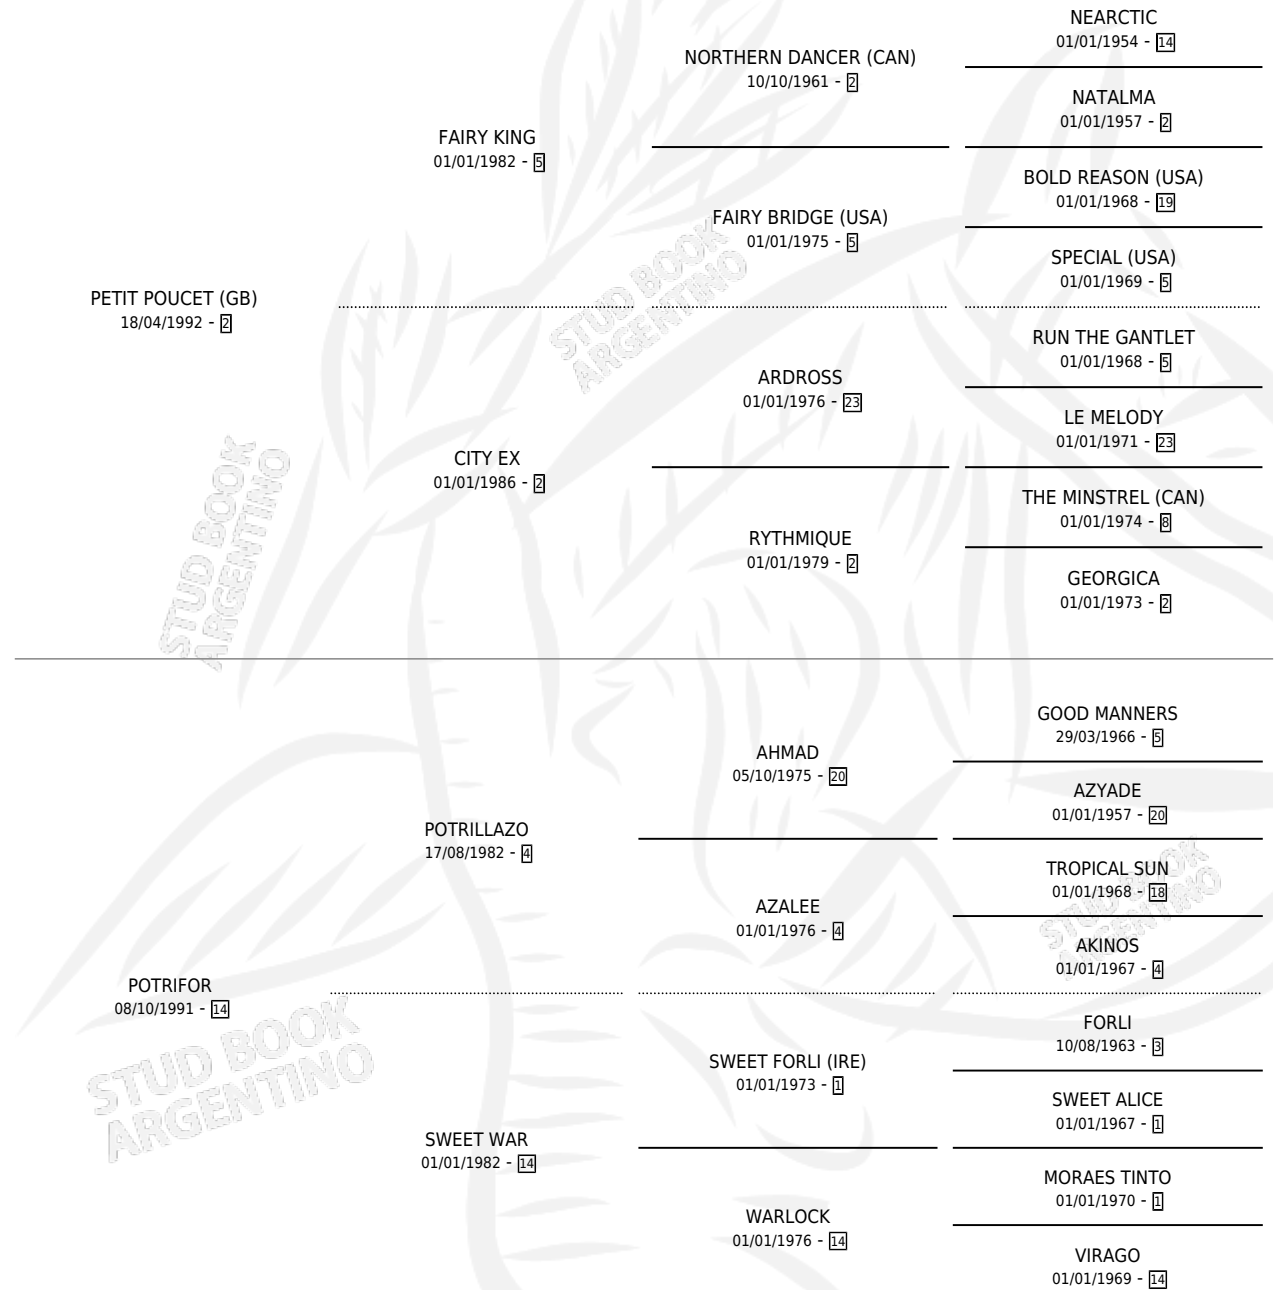 NEARCTIC
01/01/1954 - 14
NORTHERN DANCER (CAN)
10/10/1961 - 2
NATALMA
01/01/1957 - 2
FAIRY KING
01/01/1982 - 5
BOLD REASON (USA)
01/01/1968 - 19
FAIRY BRIDGE (USA)
01/01/1975 - 5
SPECIAL (USA)
01/01/1969 - 5
PETIT POUCET (GB)
18/04/1992 - 2
STUD BOOK
ARGENTINO
RUN THE GANTLET
01/01/1968 - 5
ARDROSS
01/01/1976 - 23
LE MELODY
01/01/1971 - 23
CITY EX
01/01/1986 - 2
STUD BOOK
ARGENTINO
THE MINSTREL (CAN)
01/01/1974 - 8
RYTHMIQUE
01/01/1979 - 2
GEORGICA
01/01/1973 - 2
GOOD MANNERS
29/03/1966 - 5
AHMAD
05/10/1975 - 20
AZYADE
01/01/1957 - 20
POTRILLAZO
17/08/1982 - 4
TROPICAL SUN
01/01/1968 - 18
STUD BOOK
ARGENTINO
AZALEE
01/01/1976 - 4
AKINOS
01/01/1967 - 4
POTRIFOR
08/10/1991 - 14
STUD BOOK
ARGENTINO
FORLI
10/08/1963 - 3
SWEET FORLI (IRE)
01/01/1973 - 1
SWEET ALICE
01/01/1967 - 1
SWEET WAR
01/01/1982 - 14
MORAES TINTO
01/01/1970 - 1
WARLOCK
01/01/1976 - 14
VIRAGO
01/01/1969 - 14